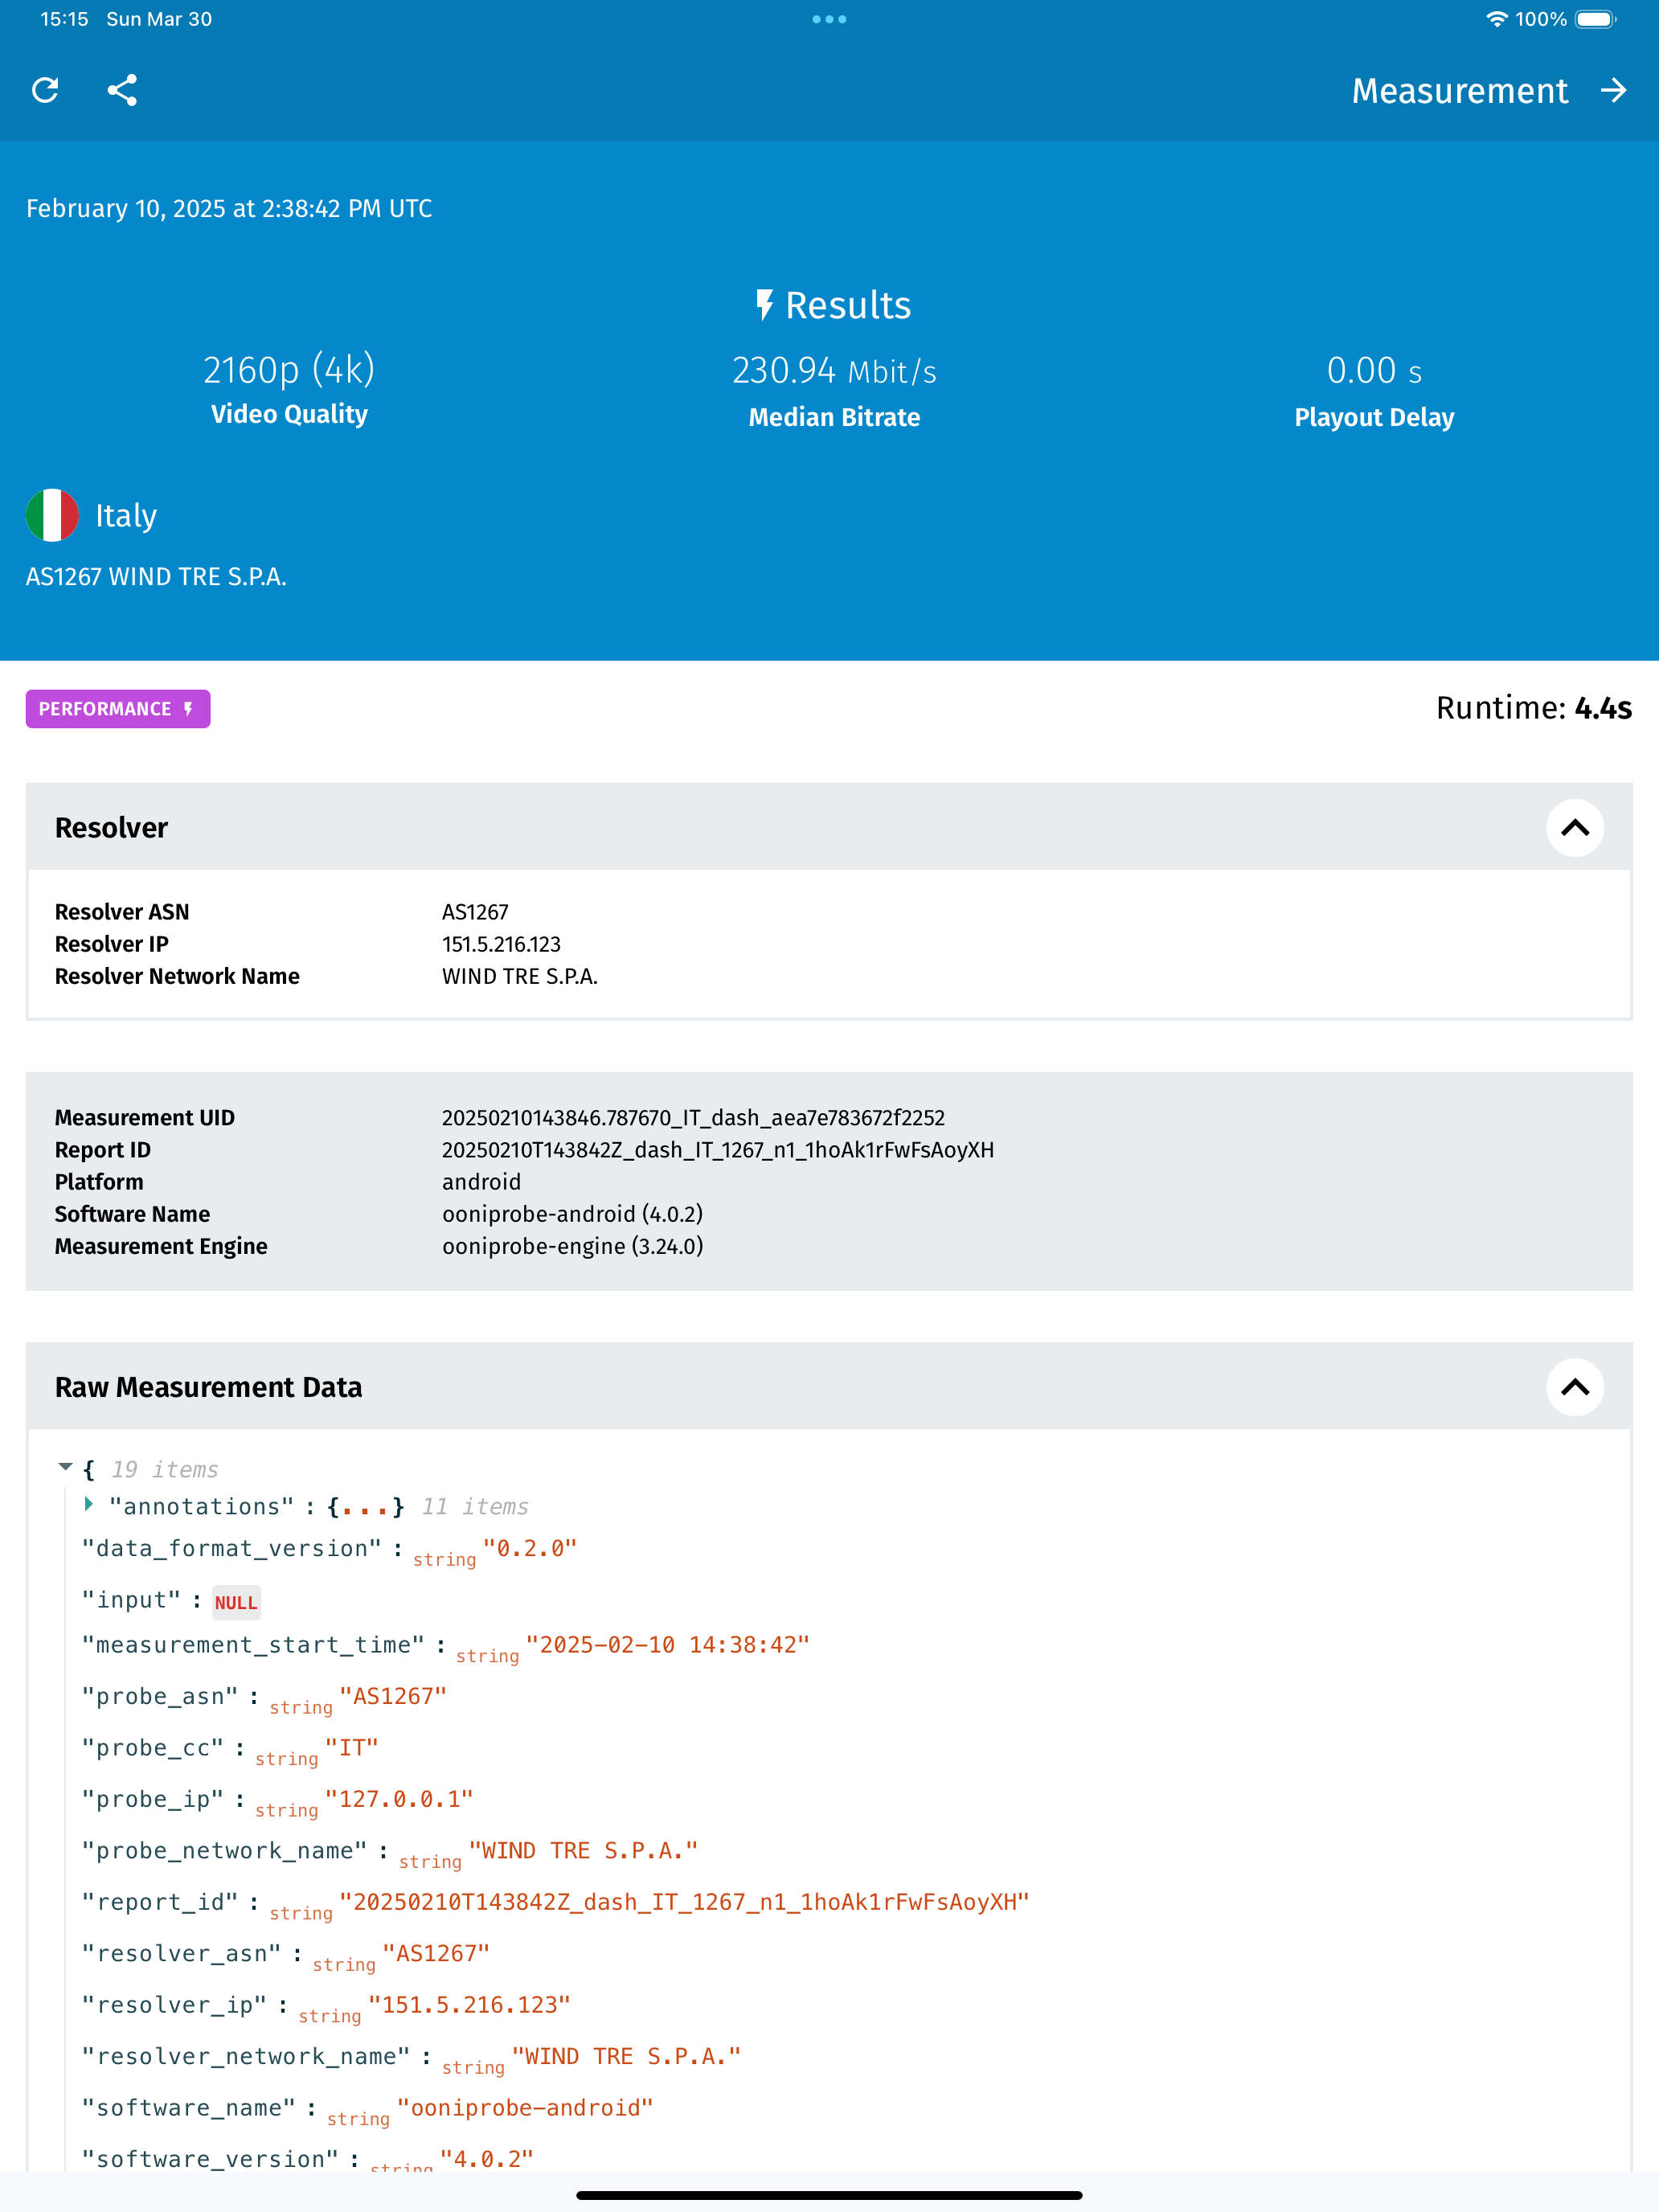 15:15 Sun Mar 30
100%
Measurement
February 10, 2025 at 2:38:42 PM UTC
Results
2160p (4k) 230.94 Mbit/s 0.00 s
Video Quality Median Bitrate Playout Delay
Italy
AS1267 WIND TRE S.P.A.
PERFORMANCE
Runtime: 4.4s
Resolver
Resolver ASN AS1267
Resolver IP 151.5.216.123
Resolver Network Name WIND TRE S.P.A.
Measurement UID 20250210143846.787670_IT_dash_aea7e783672f2252
Report ID 20250210T143842Z_dash_IT_1267_n1_1hoAk1rFwFsAoyXH
Platform android
Software Name ooniprobe-android (4.0.2)
Measurement Engine ooniprobe-engine (3.24.0)
Raw Measurement Data
{ 19 items
"annotations" : {...} 11 items
"data_format_version" : string "0.2.0"
"input" : NULL
"measurement_start_time" : string "2025-02-10 14:38:42"
"probe_asn" : string "AS1267"
"probe_cc" : string "IT"
"probe_ip" : string "127.0.0.1"
"probe_network_name" : string "WIND TRE S.P.A."
"report_id" : string "20250210T143842Z_dash_IT_1267_n1_1hoAk1rFwFsAoyXH"
"resolver_asn" : string "AS1267"
"resolver_ip" : string "151.5.216.123"
"resolver_network_name" : string "WIND TRE S.P.A."
"software_name" : string "ooniprobe-android"
"software_version" : string "4.0.2"